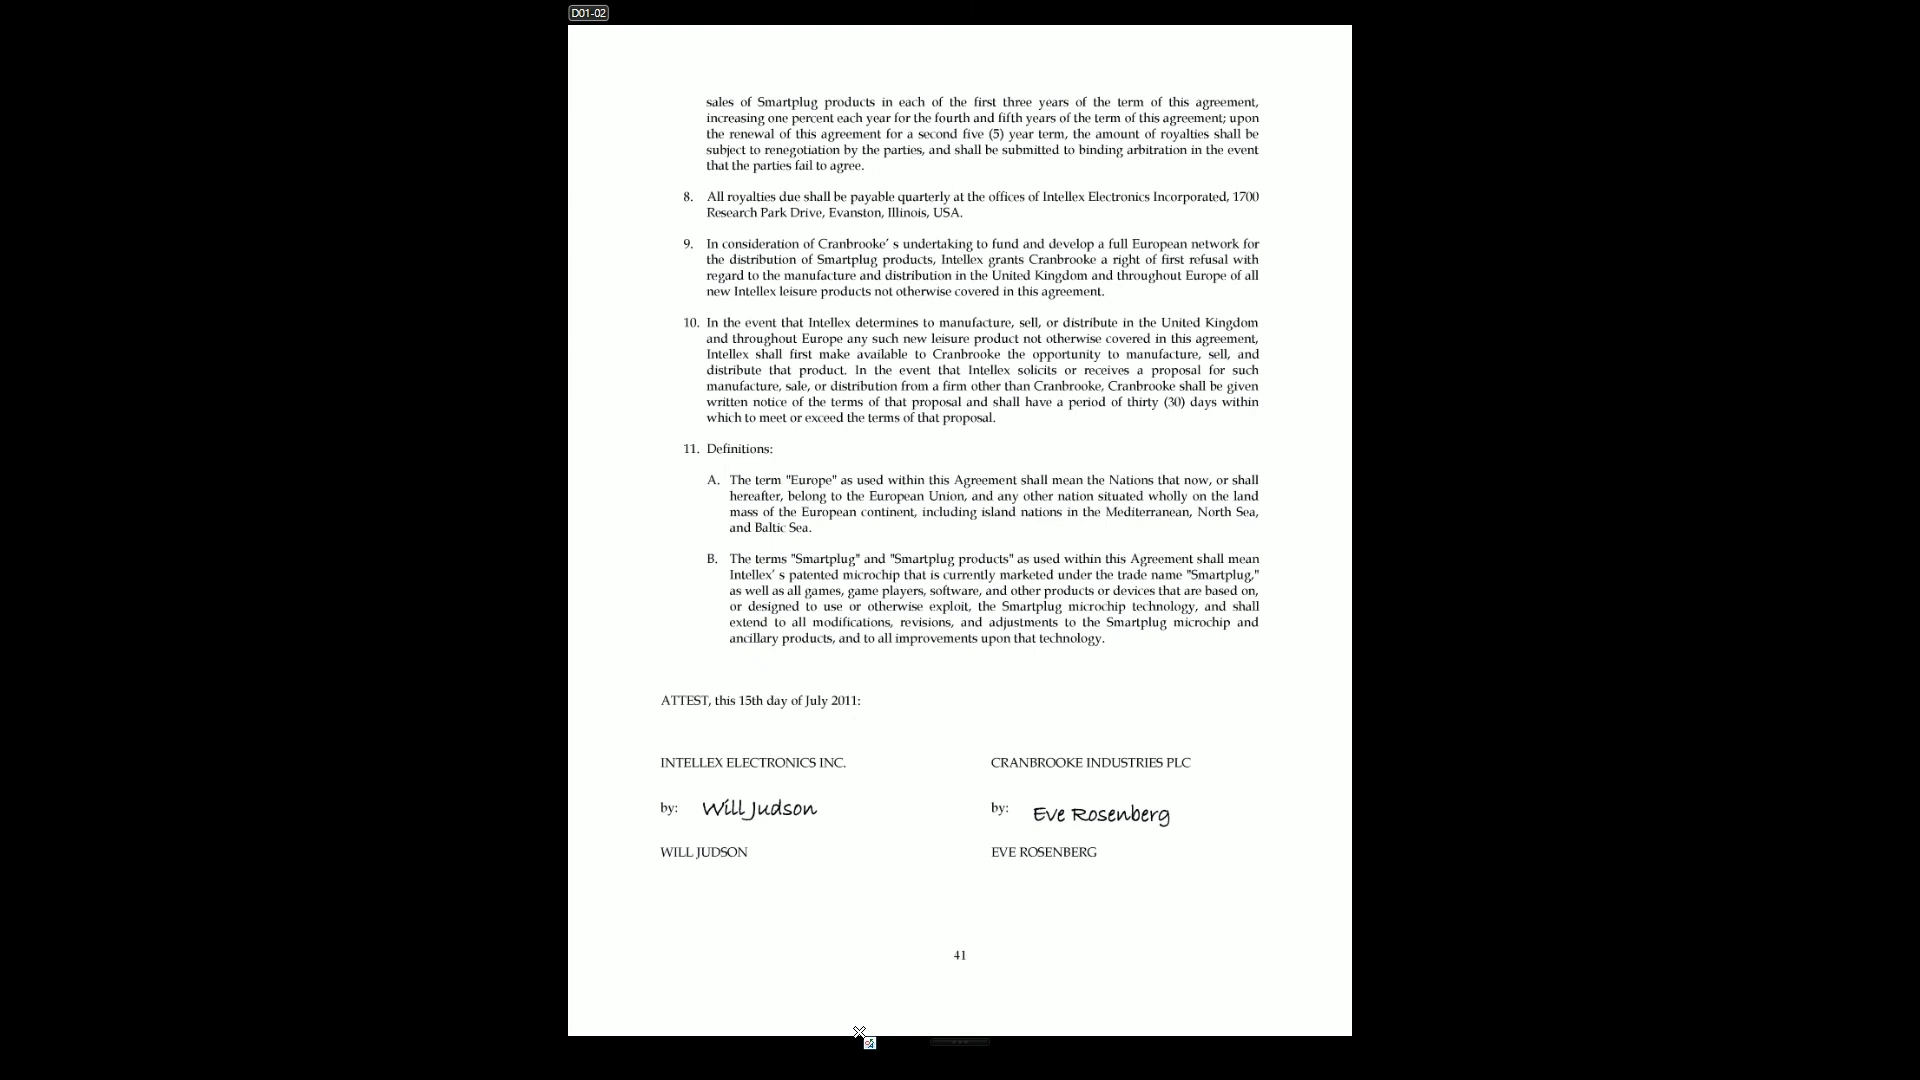 D01-02
sales of Smartplug products in each of the first three years of the term of this agreement,
increasing one percent each year for the fourth and fifth years of the term of this agreement; upon
the renewal of this agreement for a second five (5) year term, the amount of royalties shall be
subject to renegotiation by the parties, and shall be submitted to binding arbitration in the event
that the parties fail to agree.
8. All royalties due shall be payable quarterly at the offices of Intellex Electronics Incorporated, 1700
Research Park Drive, Evanston, Illinois, USA.
9. In consideration of Cranbrooke' s undertaking to fund and develop a full European network for
the distribution of Smartplug products, Intellex grants Cranbrooke a right of first refusal with
regard to the manufacture and distribution in the United Kingdom and throughout Europe of all
new Intellex leisure products not otherwise covered in this agreement.
10. In the event that Intellex determines to manufacture, sell, or distribute in the United Kingdom
and throughout Europe any such new leisure product not otherwise covered in this agreement,
Intellex shall first make available to Cranbrooke the opportunity to manufacture, sell, and
distribute that product. In the event that Intellex solicits or receives a proposal for such
manufacture, sale, or distribution from a firm other than Cranbrooke, Cranbrooke shall be given
written notice of the terms of that proposal and shall have a period of thirty (30) days within
which to meet or exceed the terms of that proposal.
11. Definitions:
A. The term "Europe" as used within this Agreement shall mean the Nations that now, or shall
hereafter, belong to the European Union, and any other nation situated wholly on the land
mass of the European continent, including island nations in the Mediterranean, North Sea,
and Baltic Sea.
B. The terms "Smartplug" and "Smartplug products" as used within this Agreement shall mean
Intellex' s patented microchip that is currently marketed under the trade name "Smartplug,"
as well as all games, game players, software, and other products or devices that are based on,
or designed to use or otherwise exploit, the Smartplug microchip technology, and shall
extend to all modifications, revisions, and adjustments to the Smartplug microchip and
ancillary products, and to all improvements upon that technology.
ATTEST, this 15th day of July 2011:
INTELLEX ELECTRONICS INC. CRANBROOKE INDUSTRIES PLC
by: Will Judson by: Eve Rosenberg
WILL JUDSON EVE ROSENBERG
41